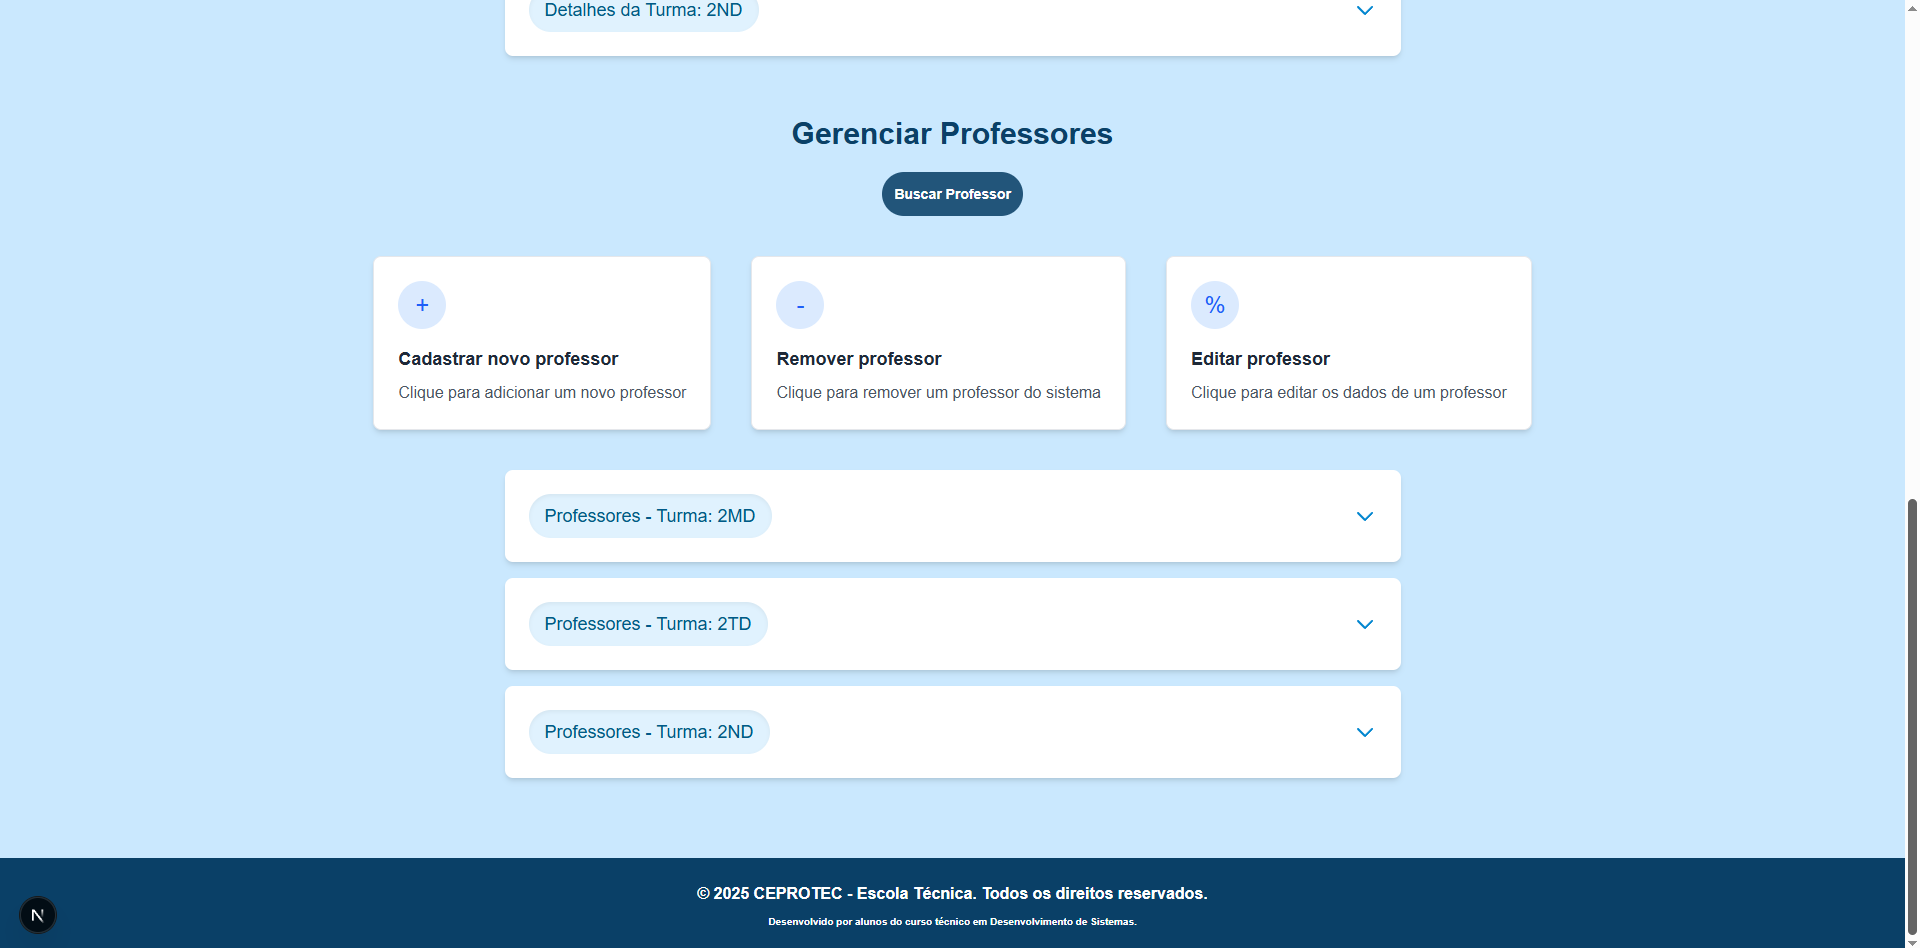 Detalhes da Turma: 2ND
Gerenciar Professores
Buscar Professor
+
-
%
Cadastrar novo professor
Remover professor
Editar professor
Clique para adicionar um novo professor
Clique para remover um professor do sistema
Clique para editar os dados de um professor
Professores - Turma: 2MD
Professores - Turma: 2TD
Professores - Turma: 2ND
© 2025 CEPROTEC - Escola Técnica. Todos os direitos reservados.
Desenvolvido por alunos do curso técnico em Desenvolvimento de Sistemas.
N